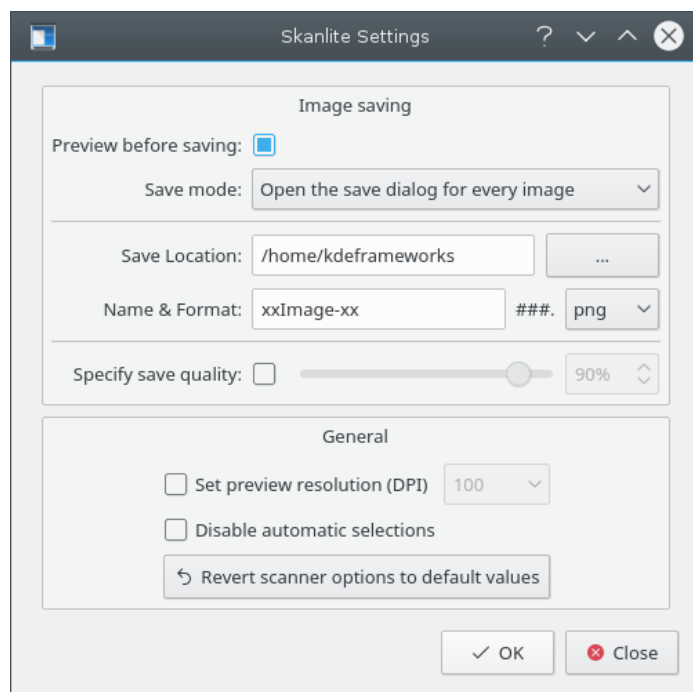 Skanlite Settings
Image saving
Preview before saving:
Save mode: Open the save dialog for every image
Save Location: /home/kdeframeworks ...
Name & Format: xxImage-xx ###. png
Specify save quality: 90%
General
Set preview resolution (DPI) 100
Disable automatic selections
Revert scanner options to default values
OK Close